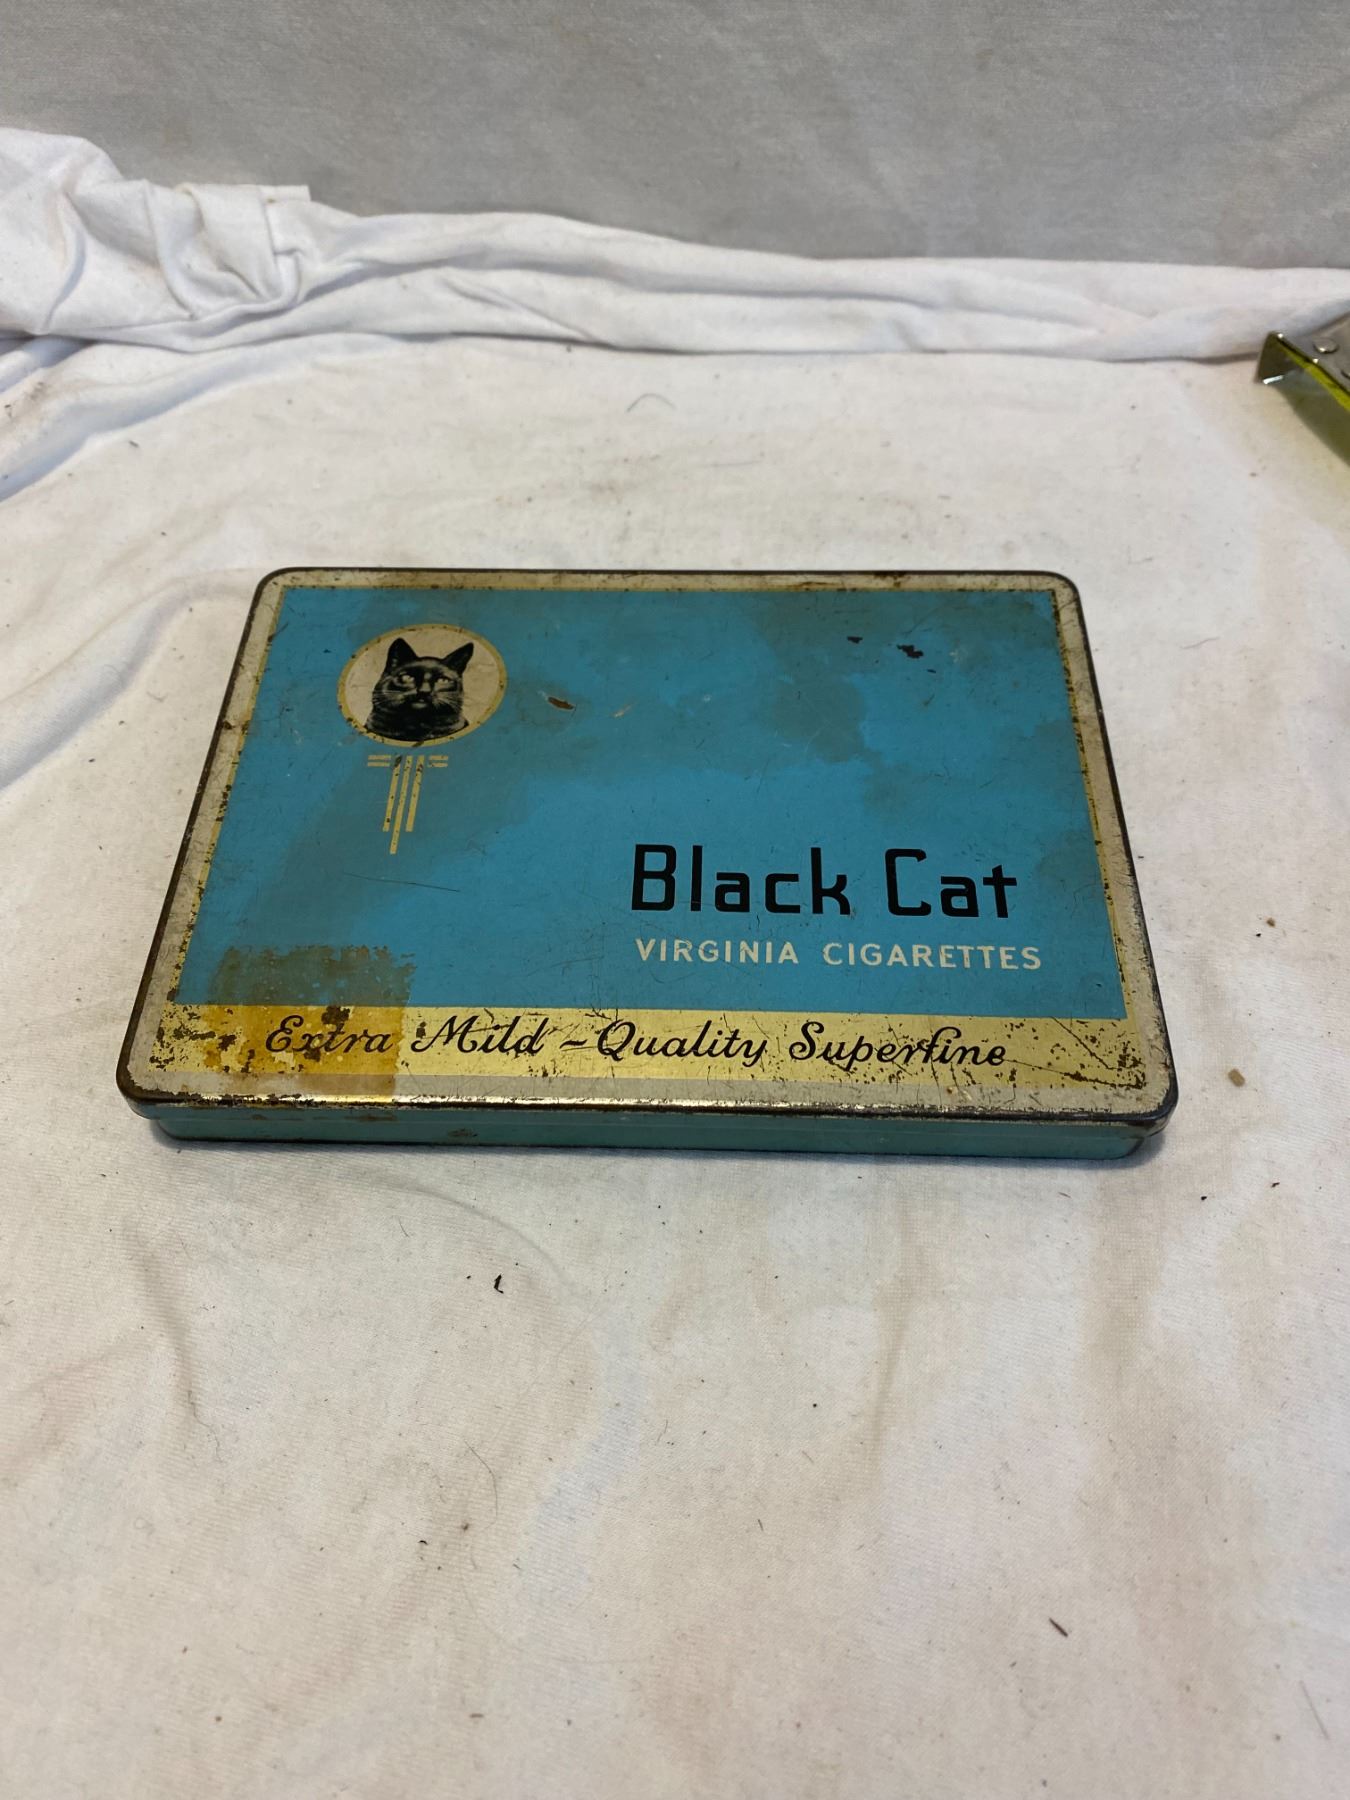 Black Cat
VIRGINIA CIGARETTES
Extra Mild - Quality Superfine